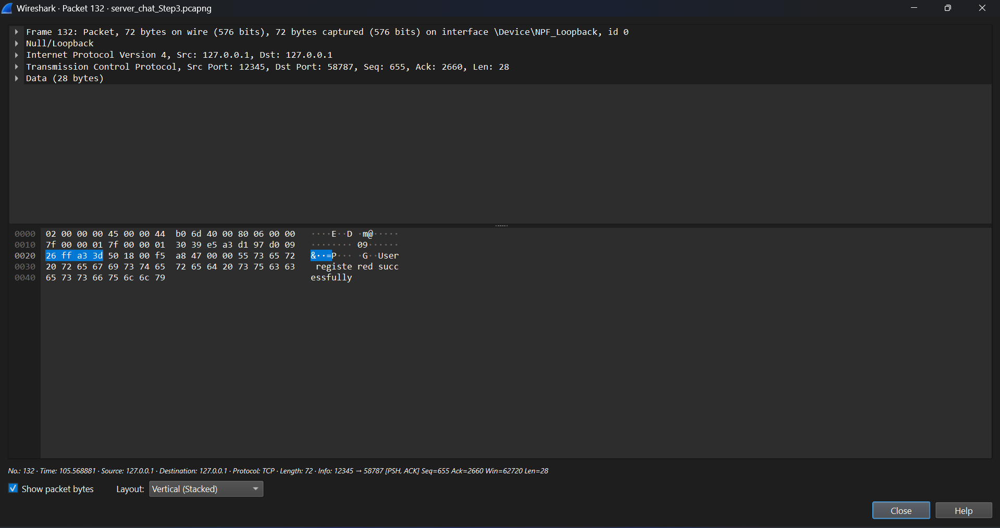 Wireshark · Packet 132 · server_chat_Step3.pcapng
Frame 132: Packet, 72 bytes on wire (576 bits), 72 bytes captured (576 bits) on interface \Device\NPF_Loopback, id 0
Null/Loopback
Internet Protocol Version 4, Src: 127.0.0.1, Dst: 127.0.0.1
Transmission Control Protocol, Src Port: 12345, Dst Port: 58787, Seq: 655, Ack: 2660, Len: 28
Data (28 bytes)
0000 02 00 00 00 45 00 00 44 b0 6d 40 00 80 06 00 00 ····E··D ·m@·····
0010 7f 00 00 01 7f 00 00 01 30 39 e5 a3 d1 97 d0 09 ········ 09······
0020 26 ff a3 3d 50 18 00 f5 a8 47 00 00 55 73 65 72 &··=P··· ·G··User
0030 20 72 65 67 69 73 74 65 72 65 64 20 73 75 63 63 registe red succ
0040 65 73 73 66 75 6c 6c 79 essfully
No.: 132 · Time: 105.568881 · Source: 127.0.0.1 · Destination: 127.0.0.1 · Protocol: TCP · Length: 72 · Info: 12345 → 58787 [PSH, ACK] Seq=655 Ack=2660 Win=62720 Len=28
Show packet bytes Layout: Vertical (Stacked)
Close Help